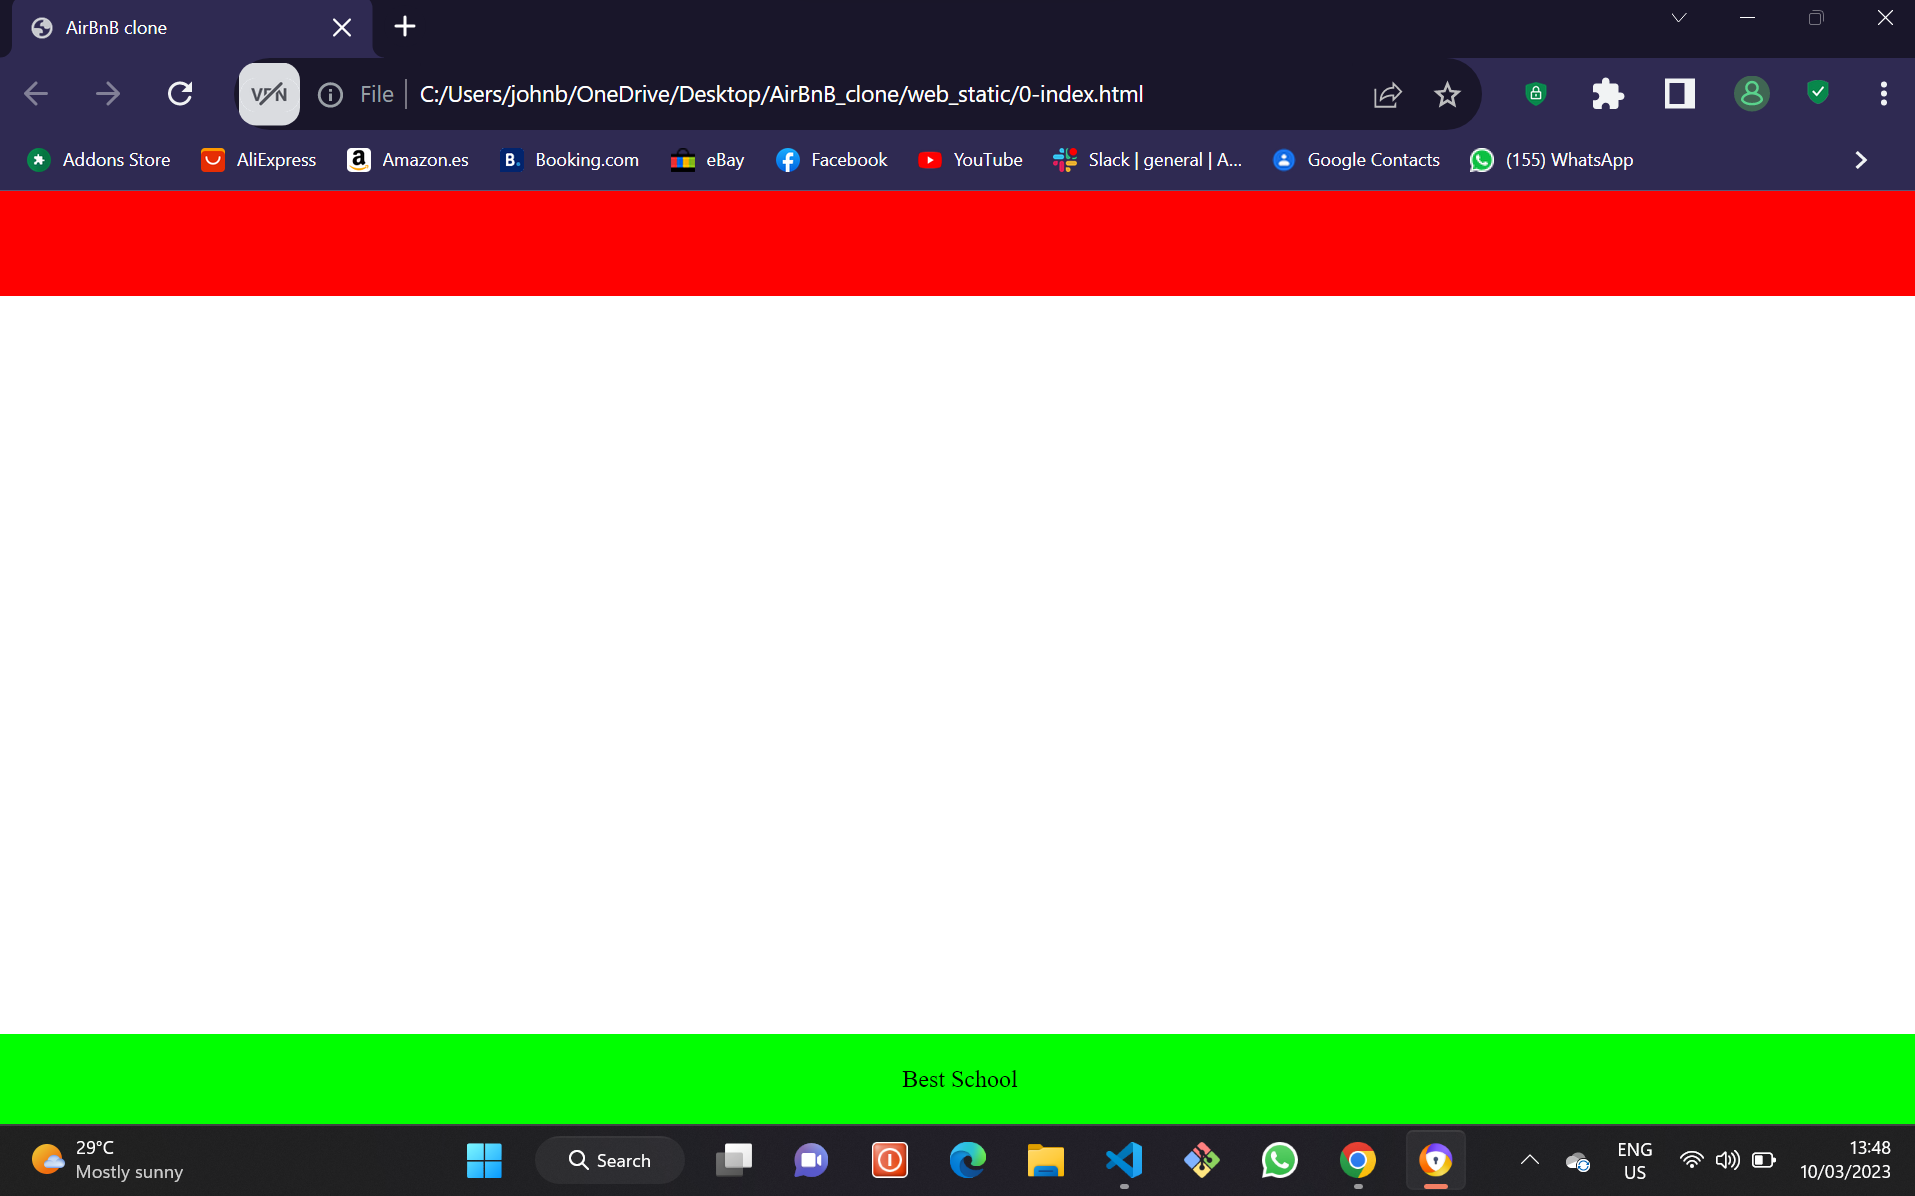 AirBnB clone
VPN
File
C:/Users/johnb/OneDrive/Desktop/AirBnB_clone/web_static/0-index.html
Addons Store
AliExpress
Amazon.es
Booking.com
eBay
Facebook
YouTube
Slack | general | A...
Google Contacts
(155) WhatsApp
Best School
29°C
Mostly sunny
Search
ENG
US
13:48
10/03/2023